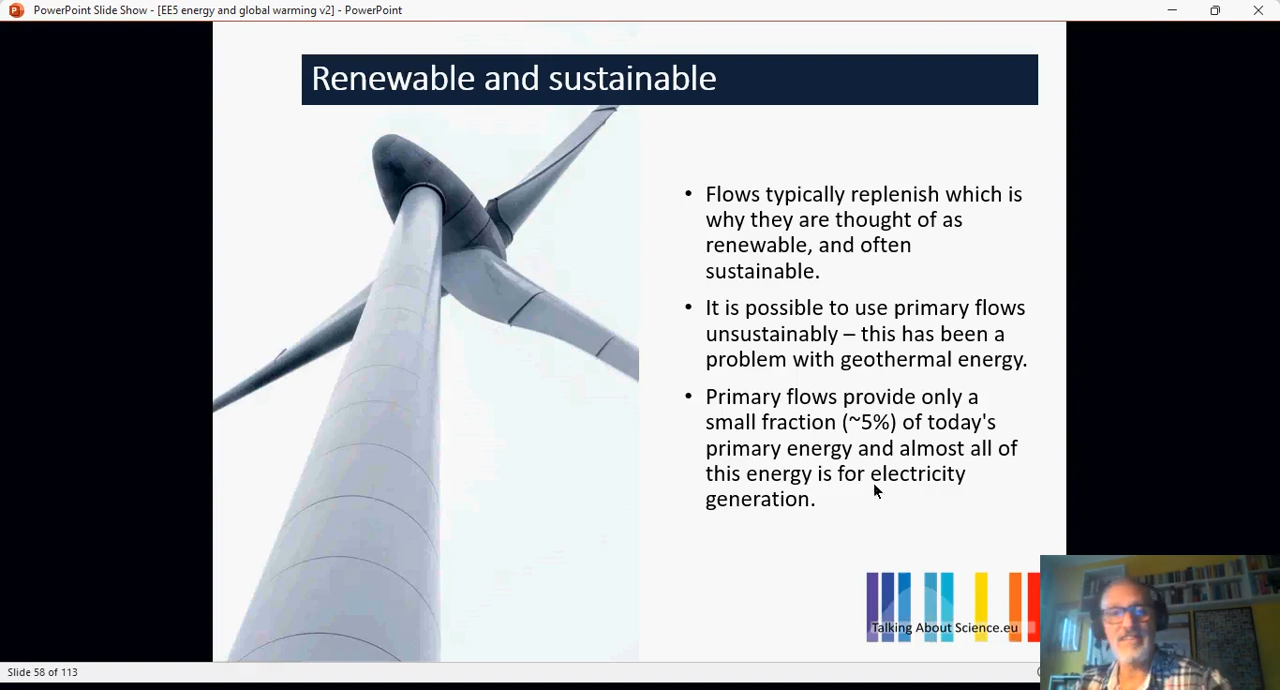 PowerPoint Slide Show - [EE5 energy and global warming v2] - PowerPoint
Renewable and sustainable
• Flows typically replenish which is
why they are thought of as
renewable, and often
sustainable.
• It is possible to use primary flows
unsustainably – this has been a
problem with geothermal energy.
• Primary flows provide only a
small fraction (~5%) of today's
primary energy and almost all of
this energy is for electricity
generation.
Talking About Science.eu
Slide 58 of 113